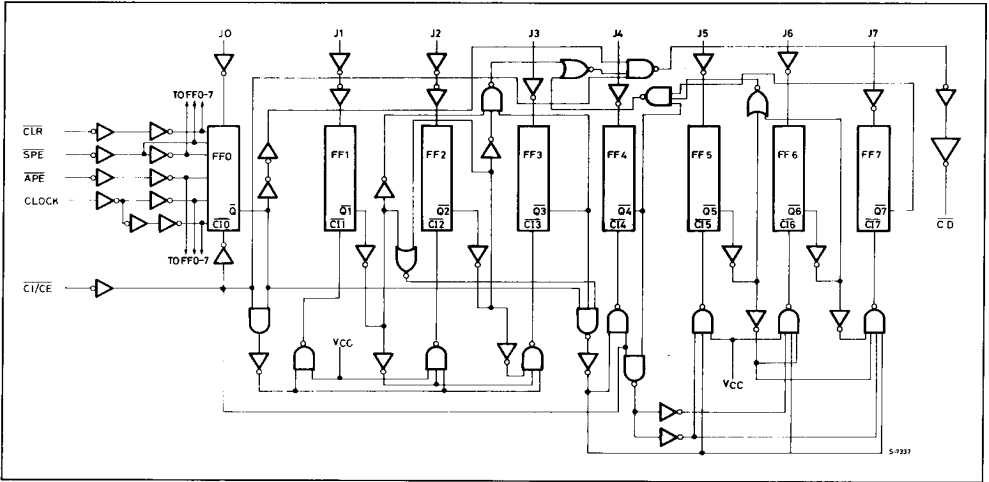 J0 J1 J2 J3 J4 J5 J6 J7
TO FF0-7
CLR
SPE
APE
CLOCK
FF0 FF1 FF2 FF3 FF4 FF5 FF6 FF7
Q Q1 Q2 Q3 Q4 Q5 Q6 Q7
CI0 CI1 CI2 CI3 CI4 CI5 CI6 CI7
CD
TO FF0-7
CI/CE
VCC
VCC
S-7337